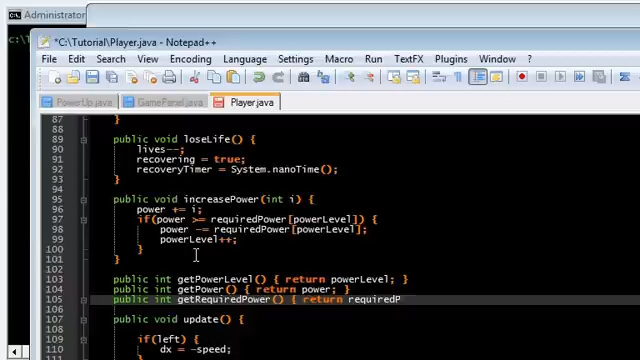 Administrator
c:\T
*C:\Tutorial\Player.java - Notepad++
File Edit Search View Encoding Language Settings Macro Run TextFX Plugins Window ?
PowerUp.java GamePanel.java Player.java
87 }
88
89 public void loseLife() {
90 lives--;
91 recovering = true;
92 recoveryTimer = System.nanoTime();
93 }
94
95 public void increasePower(int i) {
96 power += i;
97 if(power >= requiredPower[powerLevel]) {
98 power -= requiredPower[powerLevel];
99 powerLevel++;
100 }
101 }
102
103 public int getPowerLevel() { return powerLevel; }
104 public int getPower() { return power; }
105 public int getRequiredPower() { return requiredP
106
107 public void update() {
108
109 if(left) {
110 dx = -speed;
111 }